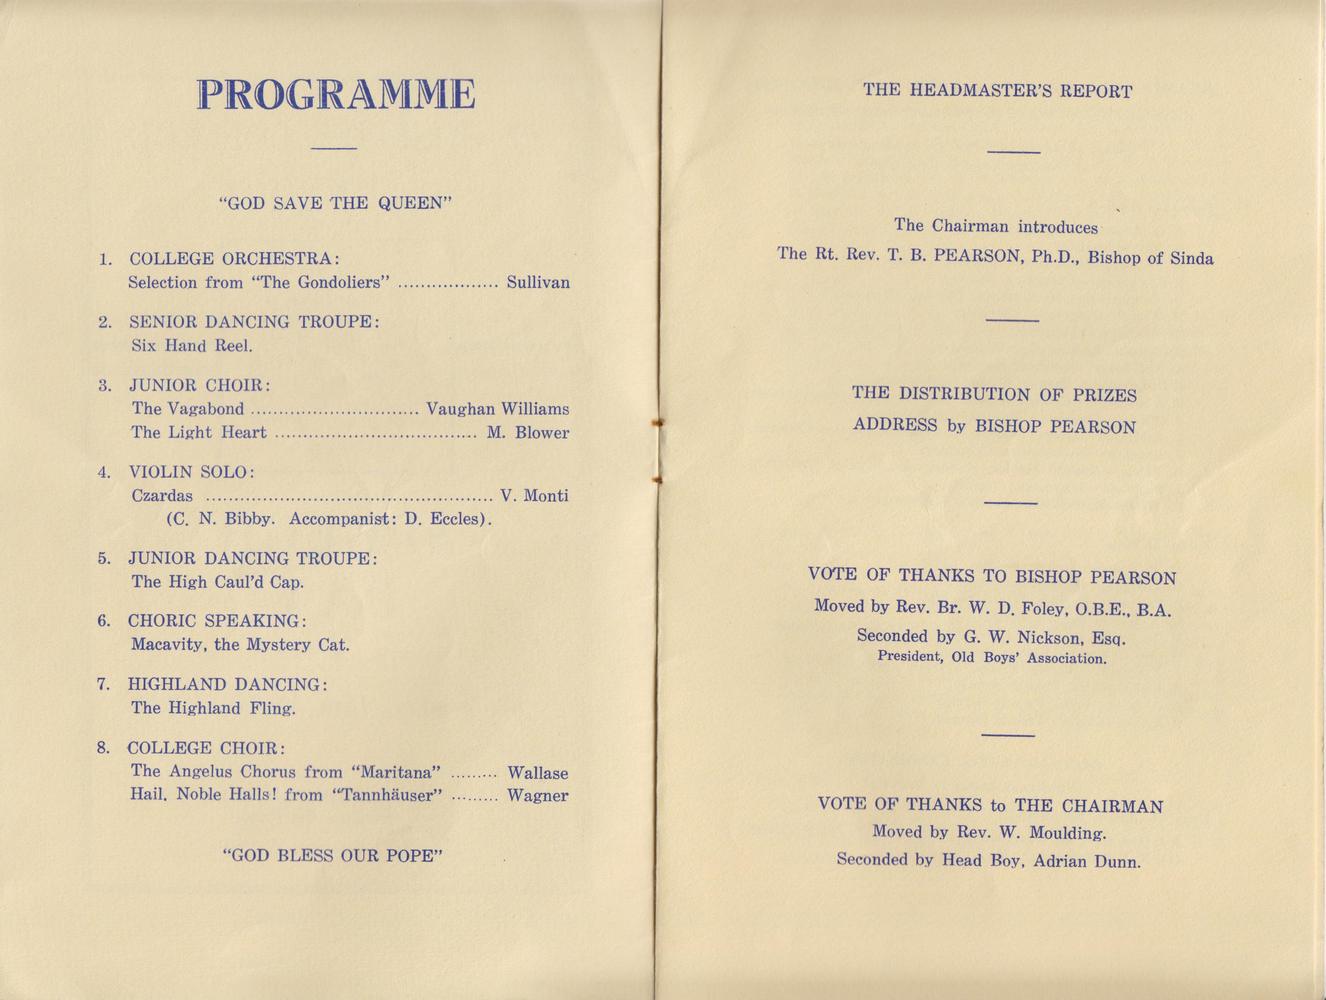 PROGRAMME
“GOD SAVE THE QUEEN”
1. COLLEGE ORCHESTRA:
Selection from “The Gondoliers” .................. Sullivan
2. SENIOR DANCING TROUPE:
Six Hand Reel.
3. JUNIOR CHOIR:
The Vagabond .............................. Vaughan Williams
The Light Heart .................................... M. Blower
4. VIOLIN SOLO:
Czardas ................................................... V. Monti
(C. N. Bibby. Accompanist: D. Eccles).
5. JUNIOR DANCING TROUPE:
The High Caul’d Cap.
6. CHORIC SPEAKING:
Macavity, the Mystery Cat.
7. HIGHLAND DANCING:
The Highland Fling.
8. COLLEGE CHOIR:
The Angelus Chorus from “Maritana” ......... Wallase
Hail, Noble Halls! from “Tannhäuser” ......... Wagner
“GOD BLESS OUR POPE”
THE HEADMASTER’S REPORT
The Chairman introduces
The Rt. Rev. T. B. PEARSON, Ph.D., Bishop of Sinda
THE DISTRIBUTION OF PRIZES
ADDRESS by BISHOP PEARSON
VOTE OF THANKS TO BISHOP PEARSON
Moved by Rev. Br. W. D. Foley, O.B.E., B.A.
Seconded by G. W. Nickson, Esq.
President, Old Boys’ Association.
VOTE OF THANKS to THE CHAIRMAN
Moved by Rev. W. Moulding.
Seconded by Head Boy, Adrian Dunn.